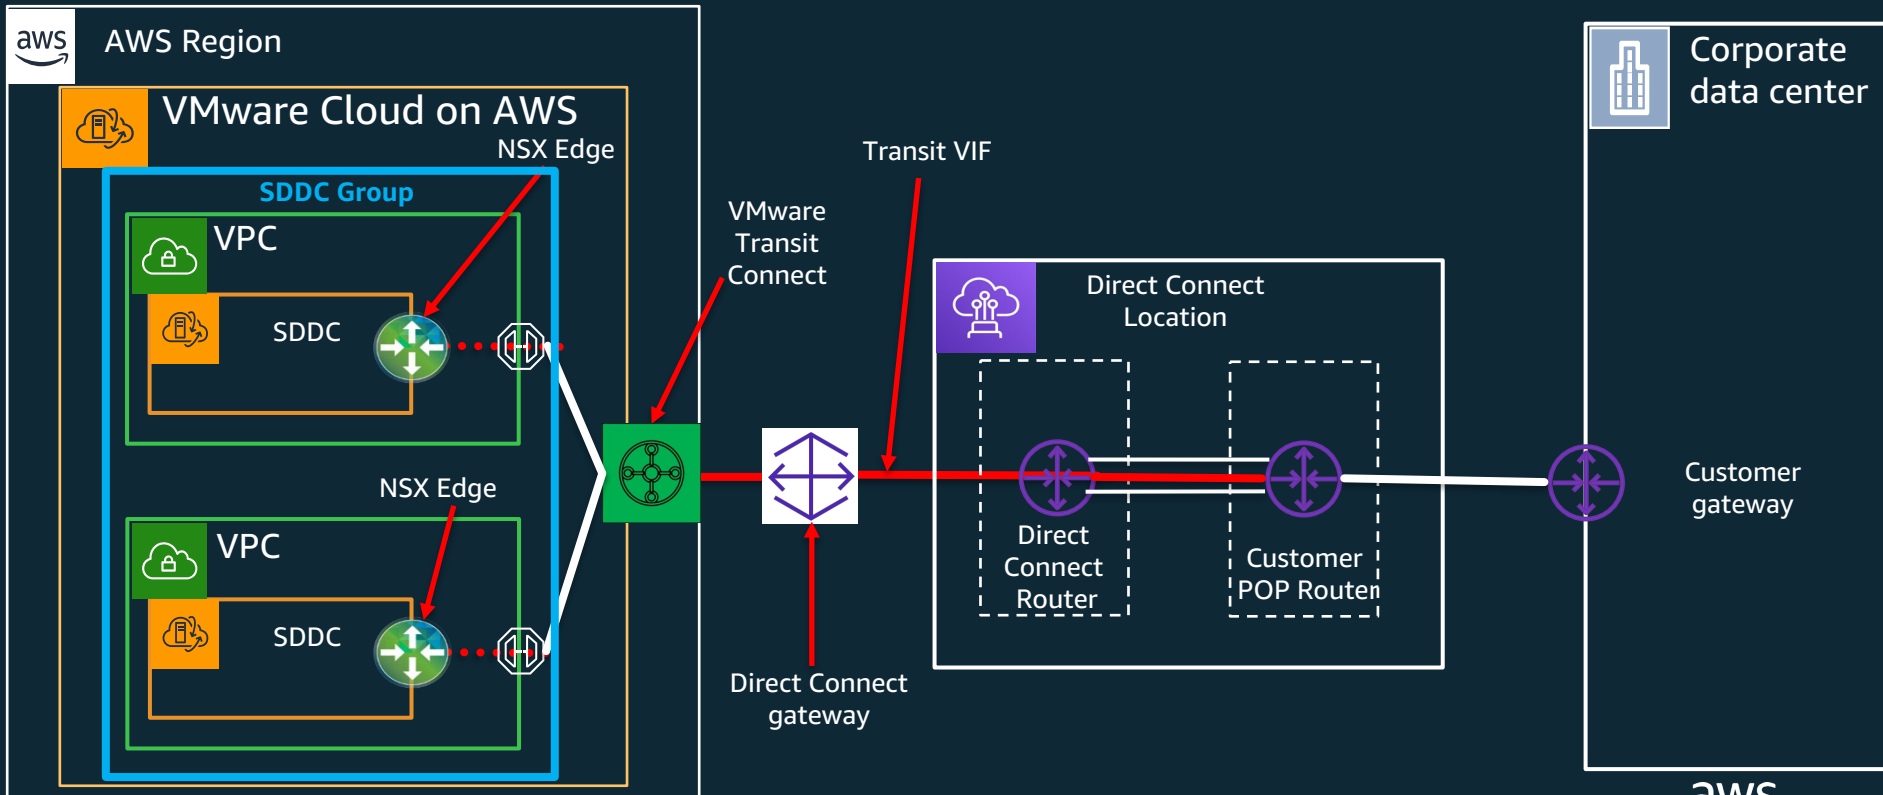 aws
AWS Region
VMware Cloud on AWS
NSX Edge
SDDC Group
VPC
SDDC
NSX Edge
VPC
SDDC
VMware
Transit
Connect
Transit VIF
Direct Connect
gateway
Direct Connect
Location
Direct
Connect
Router
Customer
POP Router
Corporate
data center
Customer
gateway
aws